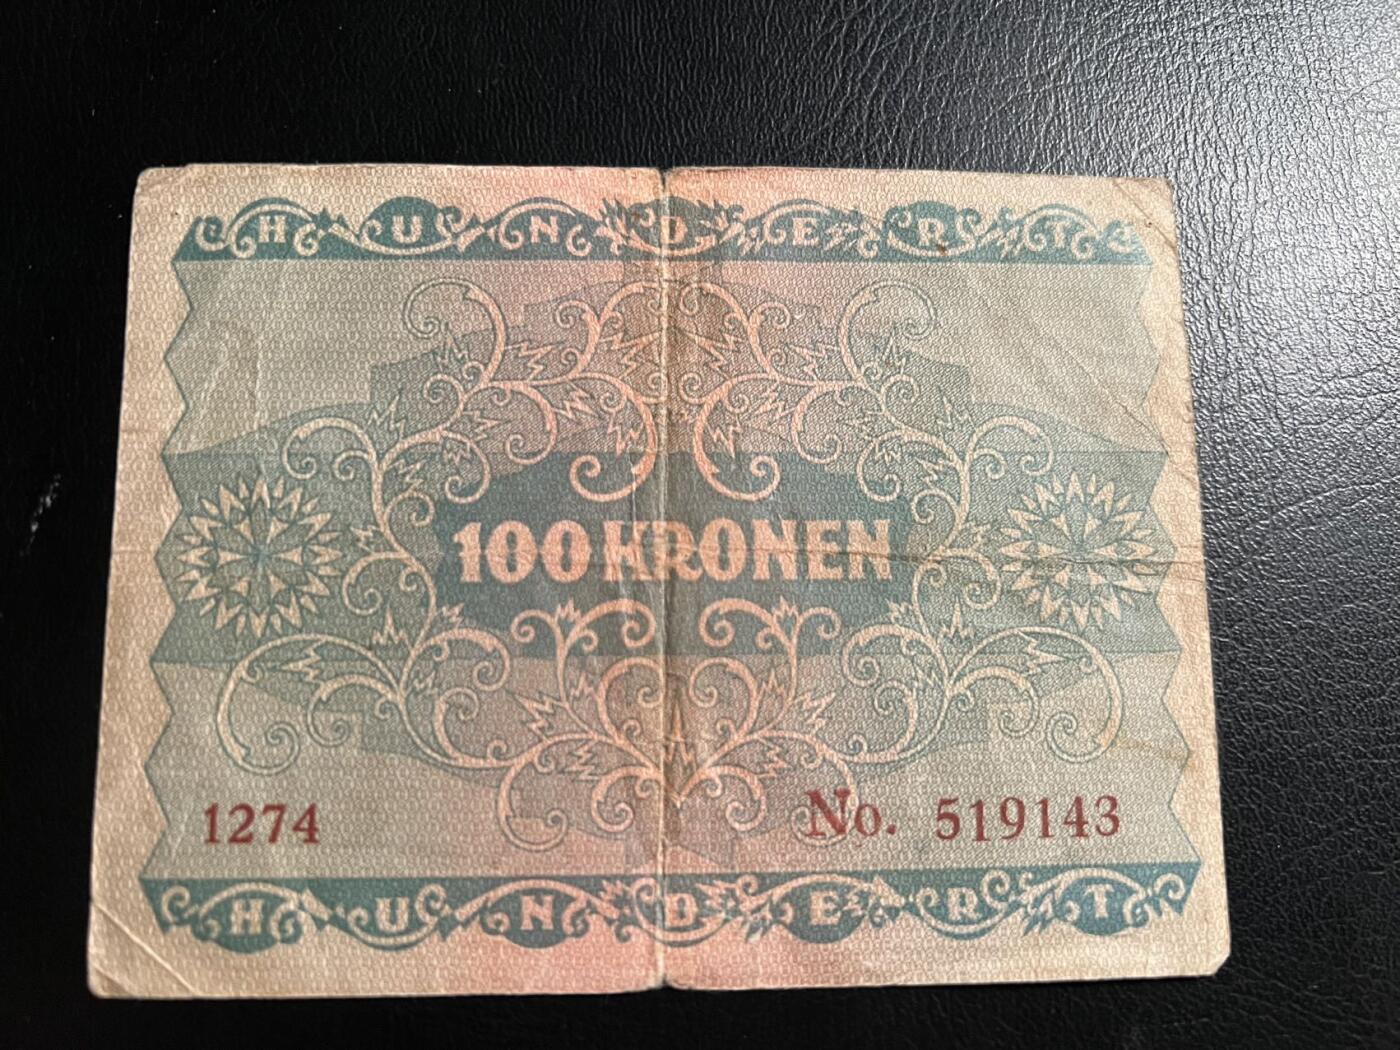 HUNDERT
100 KRONEN
1274 No. 519143
HUNDERT